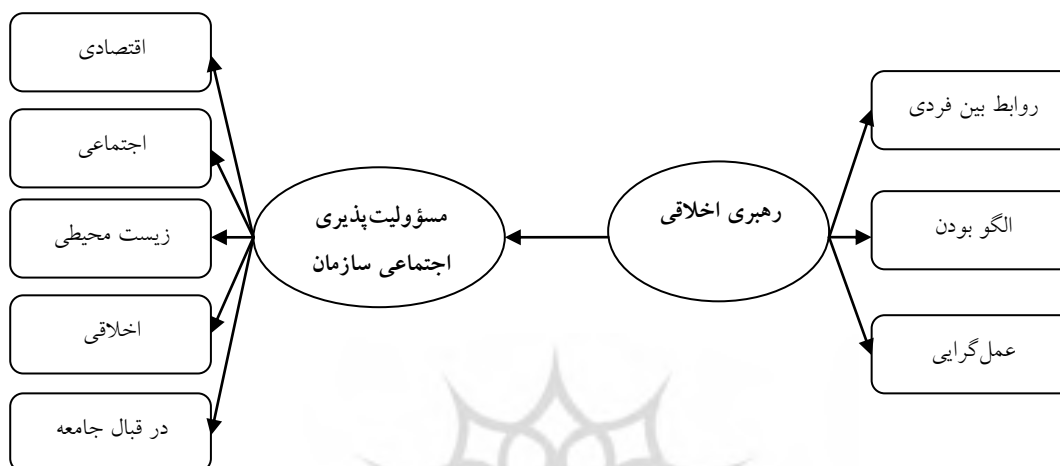 روابط بین فردی
الگو بودن
عمل‌گرایی
رهبری اخلاقی
مسؤولیت‌پذیری
اجتماعی سازمان
اقتصادی
اجتماعی
زیست محیطی
اخلاقی
در قبال جامعه